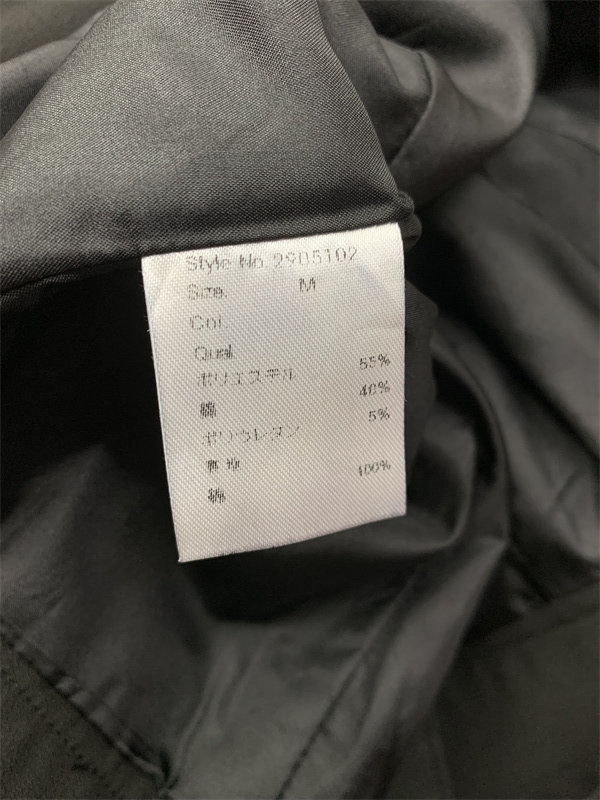 Style No. 2905102
Size. M
Col.
Qual.
ポリエステル 55%
綿 40%
ポリウレタン 5%
裏地
綿 100%